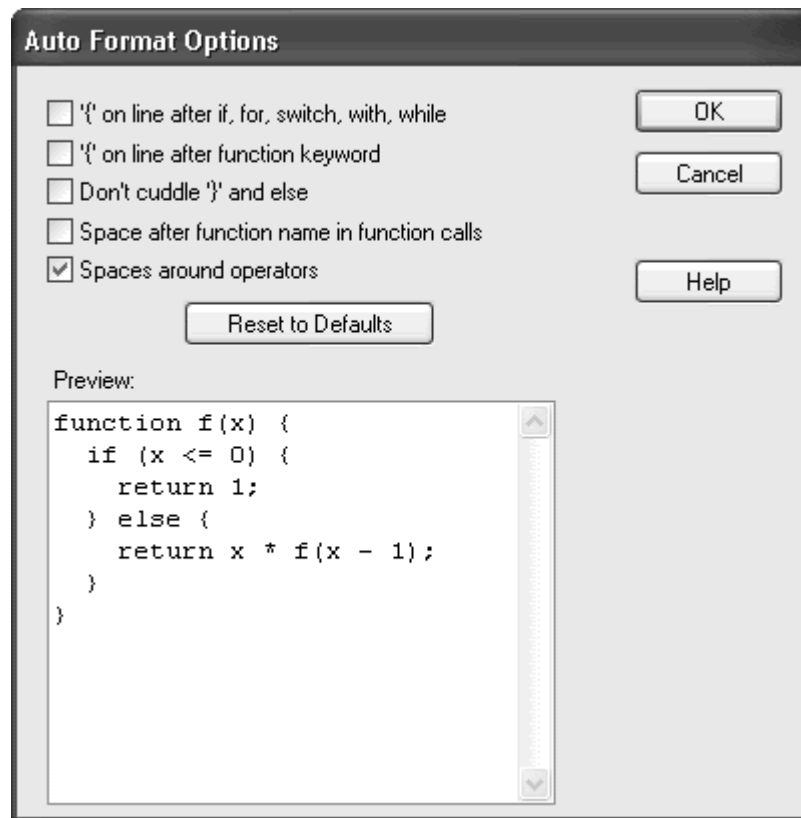 Auto Format Options
'{' on line after if, for, switch, with, while
'{' on line after function keyword
Don't cuddle '}' and else
Space after function name in function calls
Spaces around operators
OK
Cancel
Help
Reset to Defaults
Preview:
function f(x) {
  if (x <= 0) {
    return 1;
  } else {
    return x * f(x - 1);
  }
}